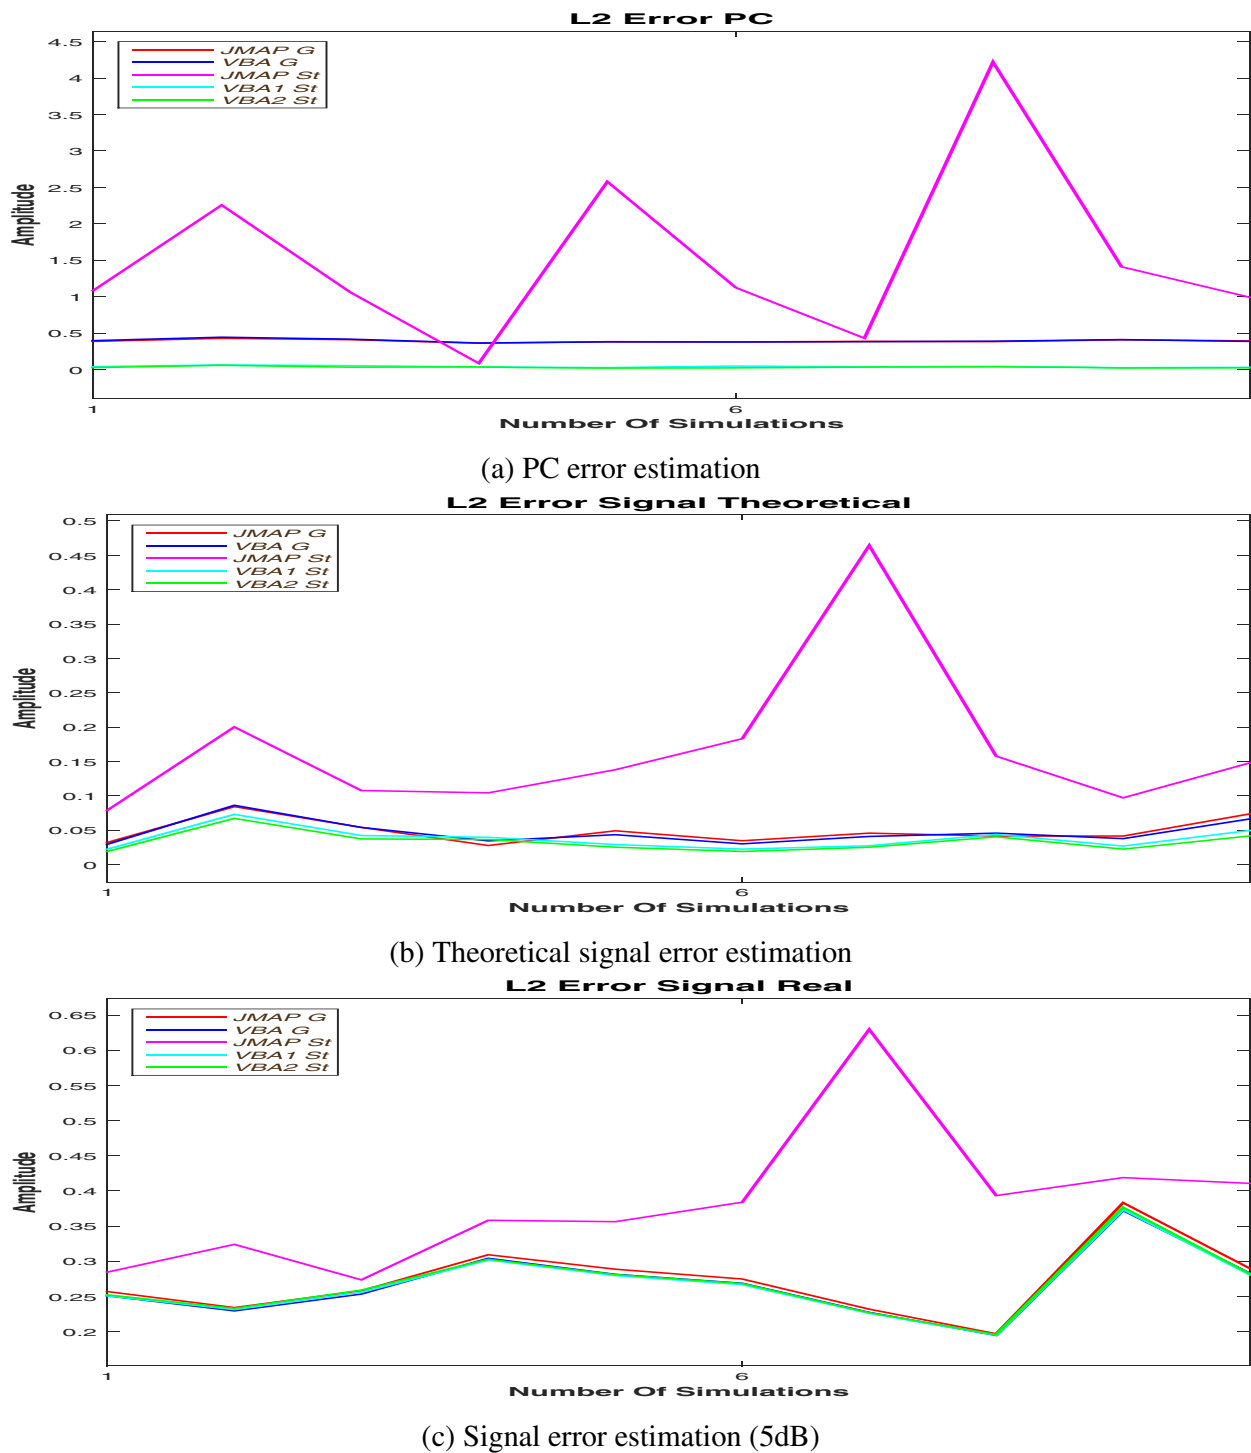 L2 Error PC
4.5
4
3.5
3
2.5
2
1.5
1
0.5
0
Amplitude
JMAP G
VBA G
JMAP St
VBA1 St
VBA2 St
1 6
Number Of Simulations
(a) PC error estimation
L2 Error Signal Theoretical
0.5
0.45
0.4
0.35
0.3
0.25
0.2
0.15
0.1
0.05
0
Amplitude
JMAP G
VBA G
JMAP St
VBA1 St
VBA2 St
1 6
Number Of Simulations
(b) Theoretical signal error estimation
L2 Error Signal Real
0.65
0.6
0.55
0.5
0.45
0.4
0.35
0.3
0.25
0.2
Amplitude
JMAP G
VBA G
JMAP St
VBA1 St
VBA2 St
1 6
Number Of Simulations
(c) Signal error estimation (5dB)